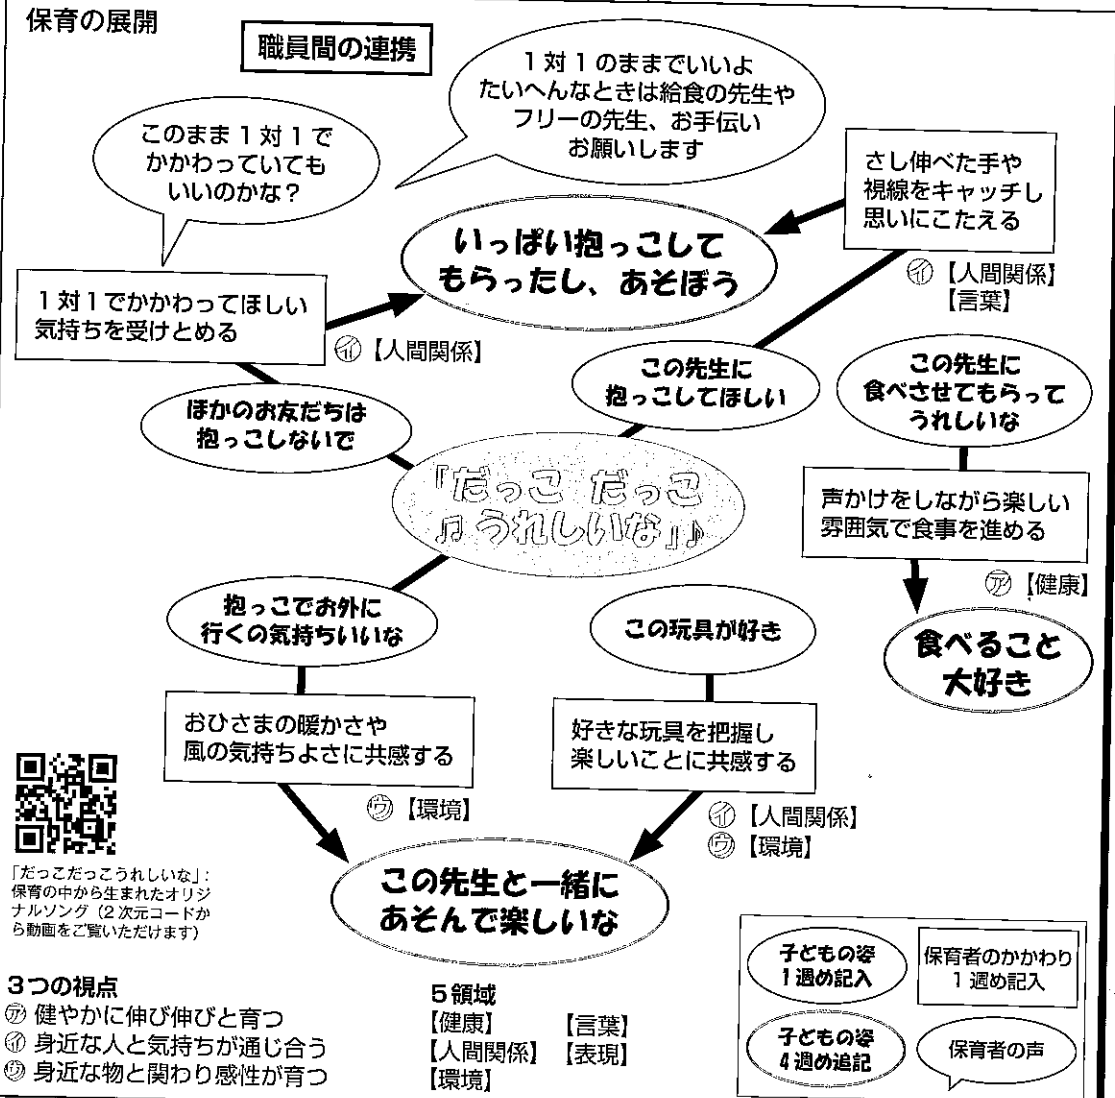 保育の展開
職員間の連携
1対1のままでいいよ
たいへんなときは給食の先生や
フリーの先生、お手伝い
お願いします
このまま1対1で
かかわっていても
いいのかな？
さし伸べた手や
視線をキャッチし
思いにこたえる
㋑【人間関係】
【言葉】
いっぱい抱っこして
もらったし、あそぼう
1対1でかかわってほしい
気持ちを受けとめる
㋑【人間関係】
この先生に
抱っこしてほしい
この先生に
食べさせてもらって
うれしいな
ほかのお友だちは
抱っこしないで
『だっこ だっこ
♫うれしいな』♪
声かけをしながら楽しい
雰囲気で食事を進める
㋐【健康】
食べること
大好き
抱っこでお外に
行くの気持ちいいな
この玩具が好き
おひさまの暖かさや
風の気持ちよさに共感する
㋒【環境】
好きな玩具を把握し
楽しいことに共感する
㋑【人間関係】
㋒【環境】
この先生と一緒に
あそんで楽しいな
「だっこだっこうれしいな」：
保育の中から生まれたオリジ
ナルソング（2次元コードか
ら動画をご覧いただけます）
3つの視点
㋐ 健やかに伸び伸びと育つ
㋑ 身近な人と気持ちが通じ合う
㋒ 身近な物と関わり感性が育つ
5領域
【健康】 【言葉】
【人間関係】 【表現】
【環境】
子どもの姿
1週め記入
保育者のかかわり
1週め記入
子どもの姿
4週め追記
保育者の声